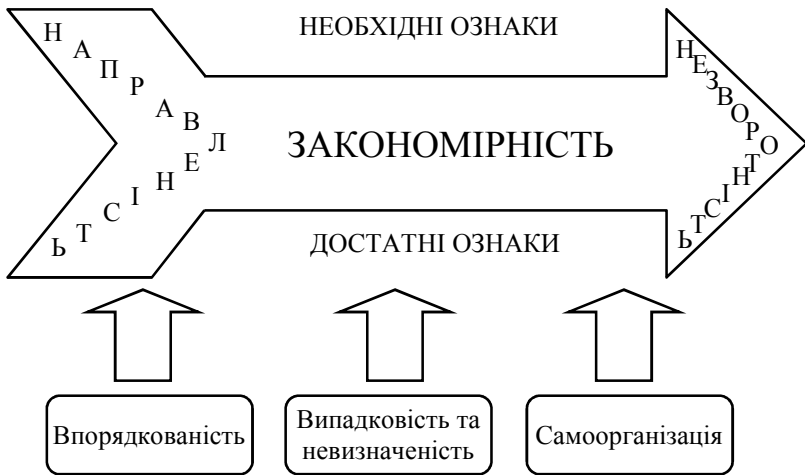 НЕОБХІДНІ ОЗНАКИ
НАПРАВЛЕНІСТЬ
ЗАКОНОМІРНІСТЬ
НЕЗВОРОТНІСТЬ
ДОСТАТНІ ОЗНАКИ
Впорядкованість
Випадковість та
невизначеність
Самоорганізація